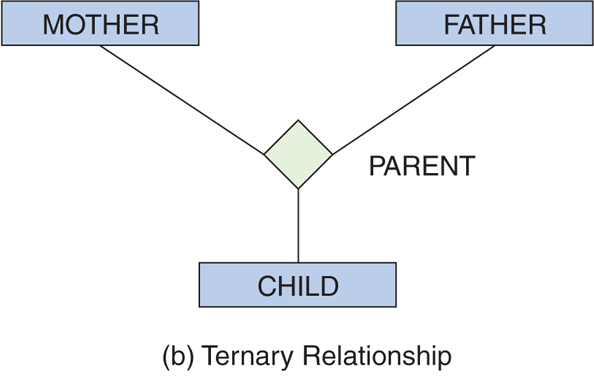 MOTHER
FATHER
PARENT
CHILD
(b) Ternary Relationship